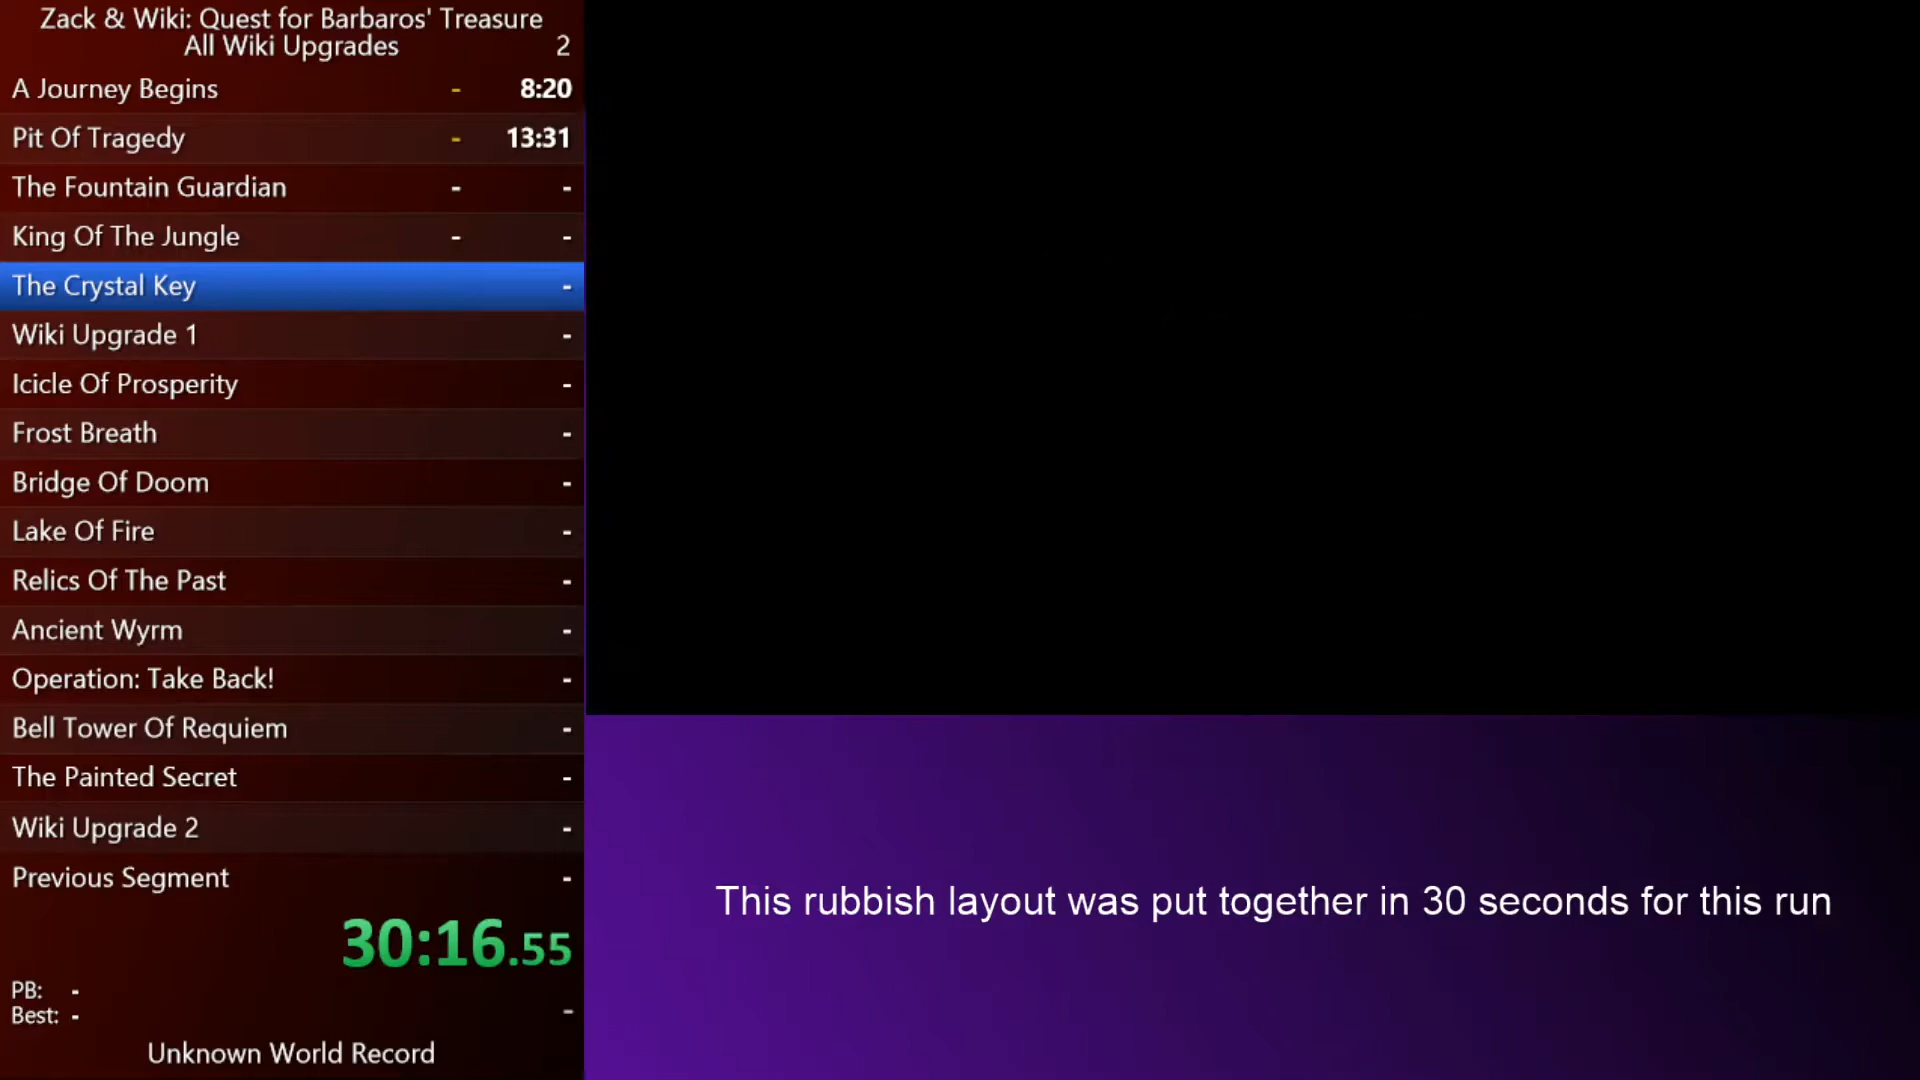 Zack & Wiki: Quest for Barbaros' Treasure
All Wiki Upgrades 2
A Journey Begins - 8:20
Pit Of Tragedy - 13:31
The Fountain Guardian - -
King Of The Jungle - -
The Crystal Key -
Wiki Upgrade 1 -
Icicle Of Prosperity -
Frost Breath -
Bridge Of Doom -
Lake Of Fire -
Relics Of The Past -
Ancient Wyrm -
Operation: Take Back! -
Bell Tower Of Requiem -
The Painted Secret -
Wiki Upgrade 2 -
Previous Segment -
30:16.55
PB: -
Best: - -
Unknown World Record
This rubbish layout was put together in 30 seconds for this run